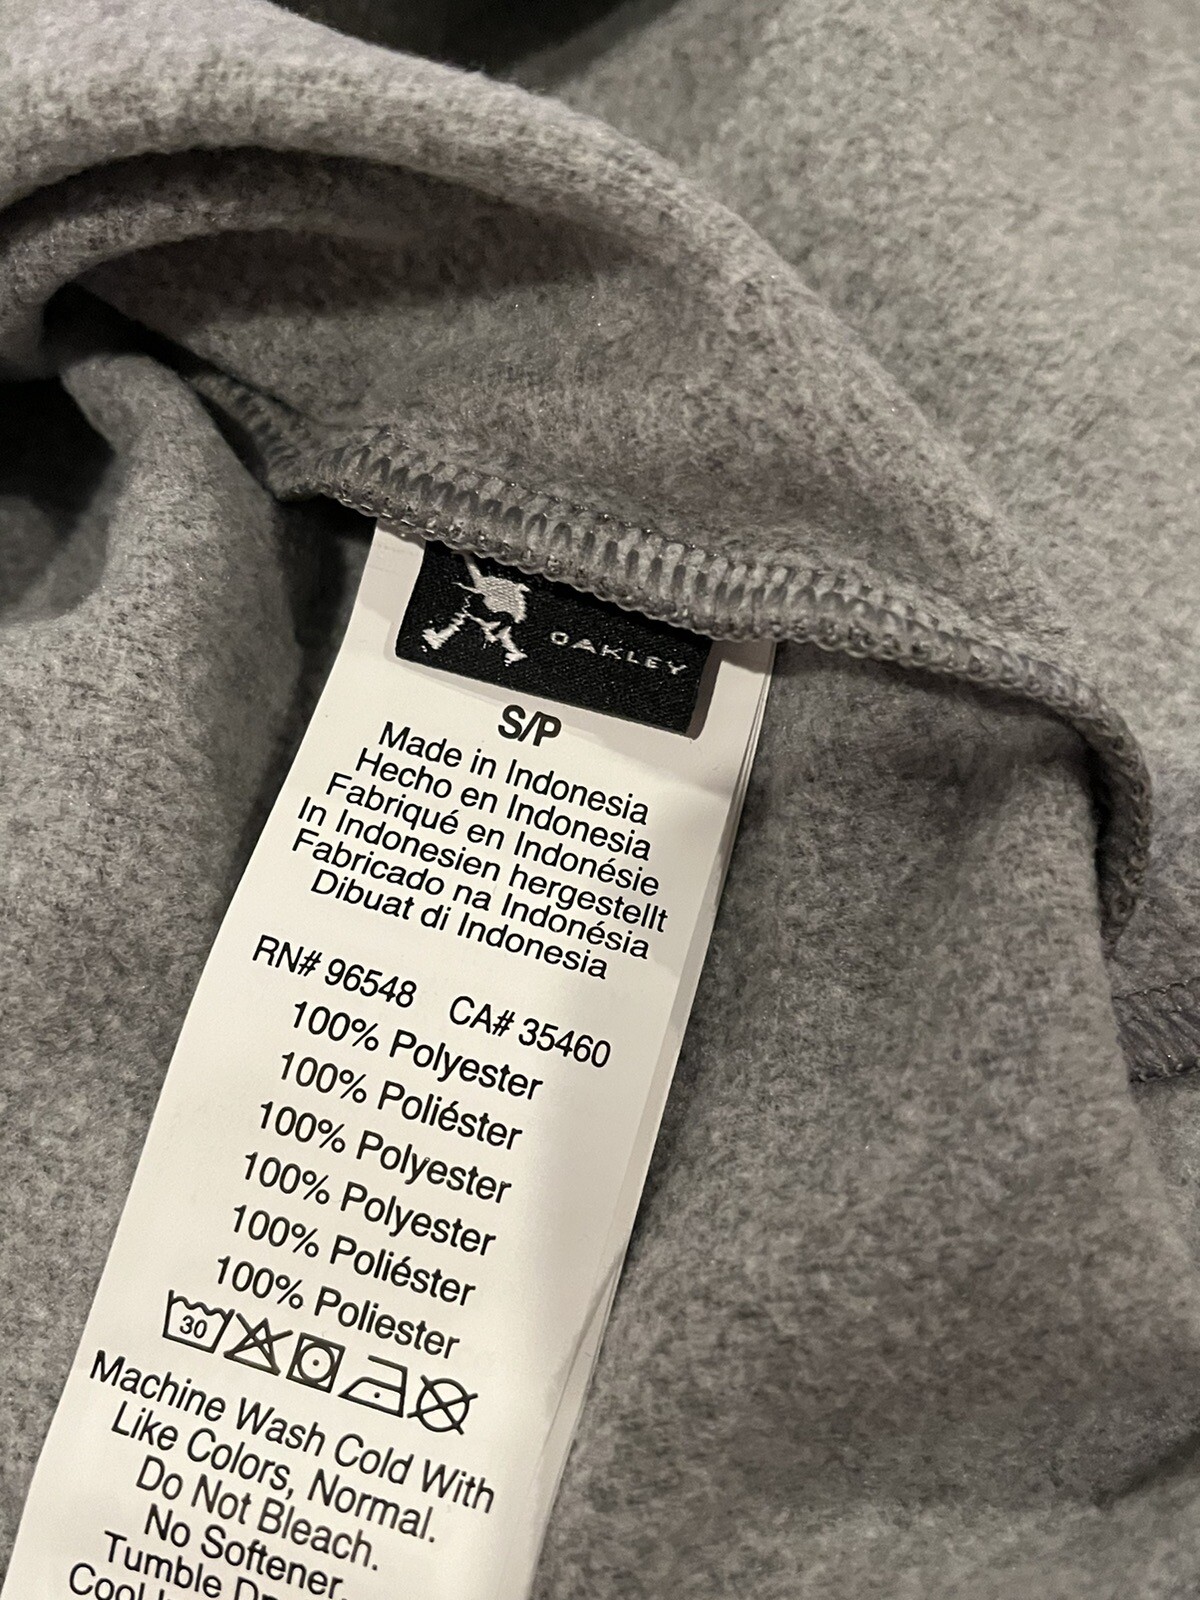 OAKLEY
S/P
Made in Indonesia
Hecho en Indonesia
Fabriqué en Indonésie
In Indonesien hergestellt
Fabricado na Indonésia
Dibuat di Indonesia
RN# 96548 CA# 35460
100% Polyester
100% Poliéster
100% Polyester
100% Polyester
100% Poliéster
100% Poliester
30
Machine Wash Cold With
Like Colors, Normal.
Do Not Bleach.
No Softener.
Tumble
Cool